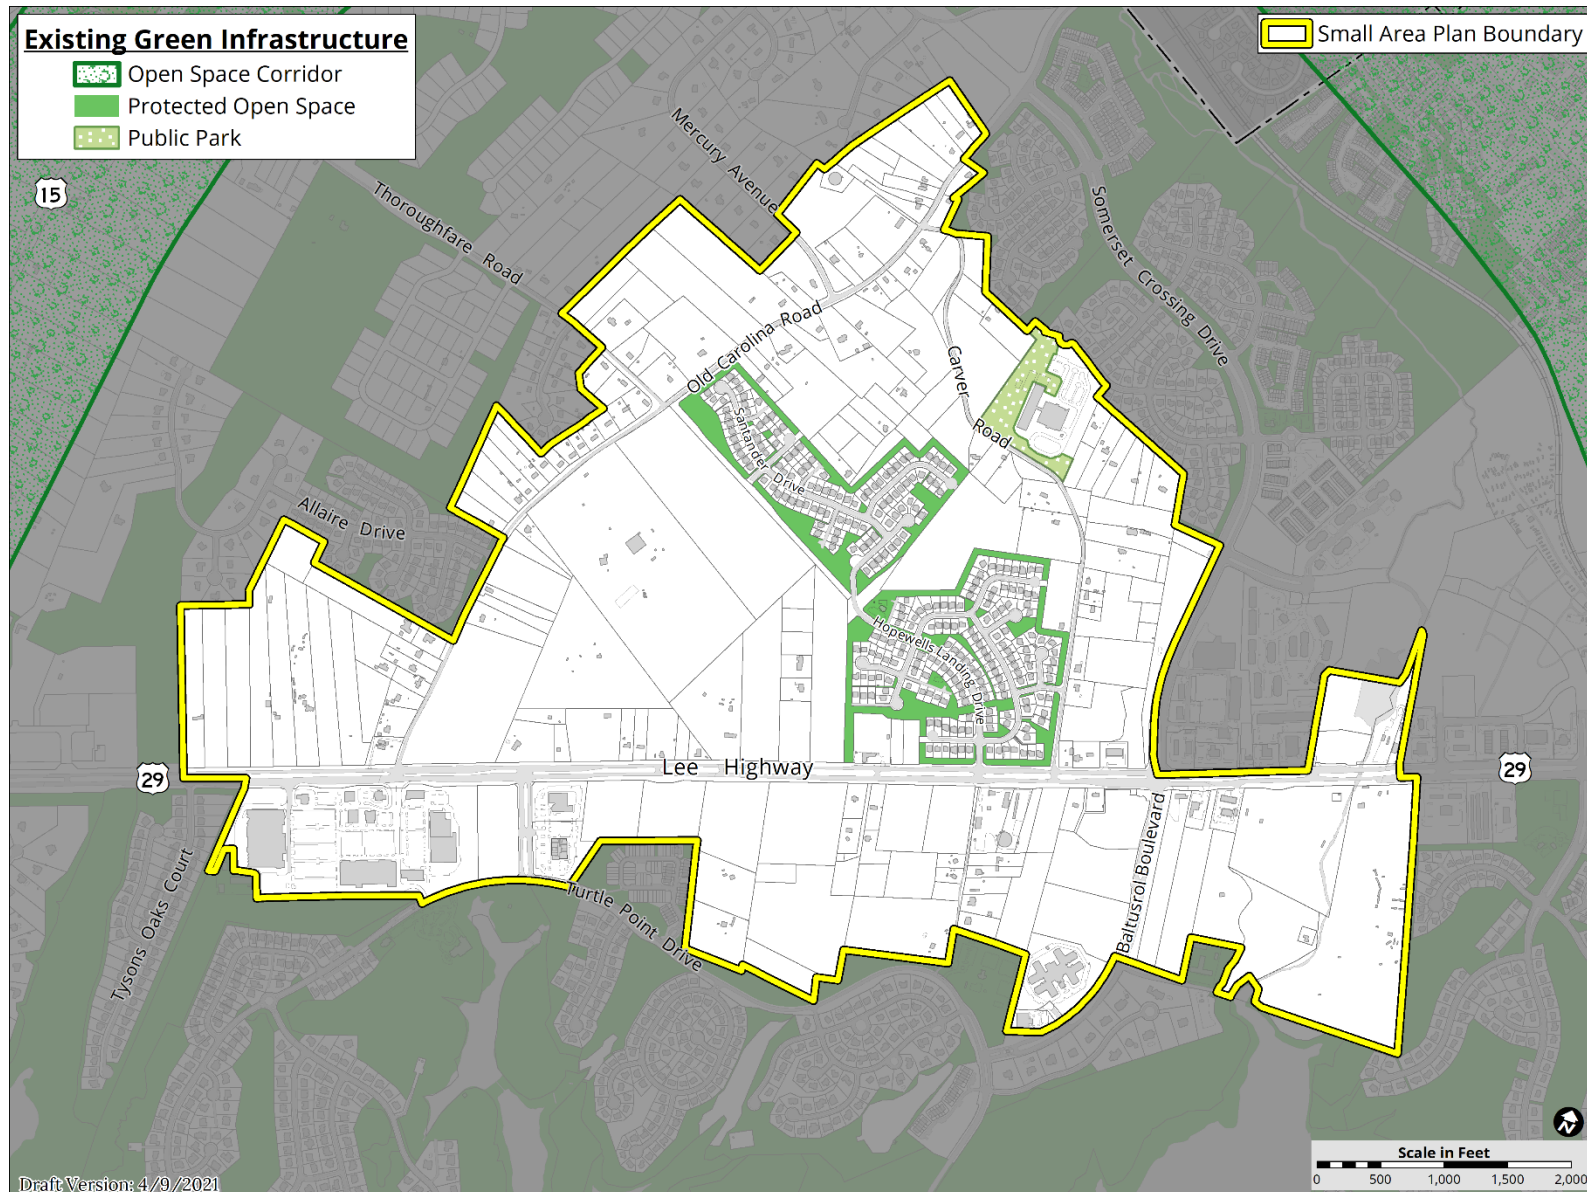 Existing Green Infrastructure
Open Space Corridor
Protected Open Space
Public Park
Small Area Plan Boundary
15
Mercury Avenue
Thoroughfare Road
Somerset Crossing Drive
Old Carolina Road
Carver Road
Santander Drive
Allaire Drive
Hopewells Landing Drive
29
Lee Highway
29
Tysons Oaks Court
Turtle Point Drive
Baltusrol Boulevard
N
Scale in Feet
0 500 1,000 1,500 2,000
Draft Version: 4/9/2021